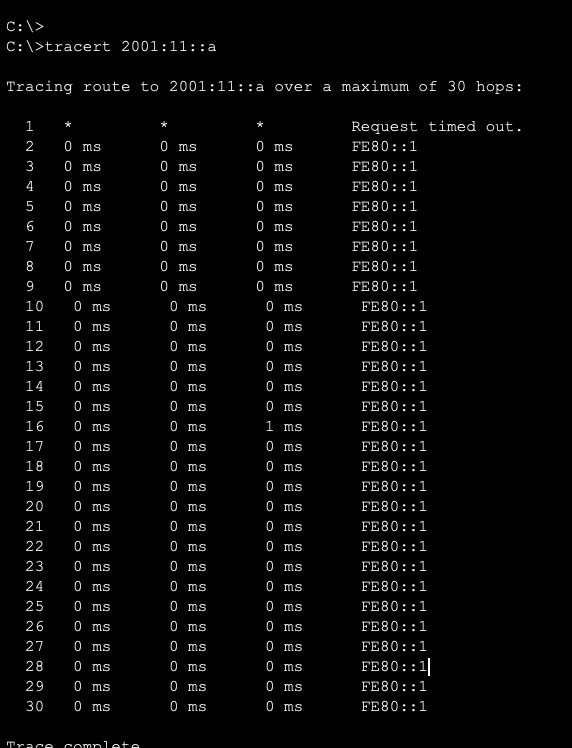 C:\>
C:\>tracert 2001:11::a
Tracing route to 2001:11::a over a maximum of 30 hops:
1 * * * Request timed out.
2 0 ms 0 ms 0 ms FE80::1
3 0 ms 0 ms 0 ms FE80::1
4 0 ms 0 ms 0 ms FE80::1
5 0 ms 0 ms 0 ms FE80::1
6 0 ms 0 ms 0 ms FE80::1
7 0 ms 0 ms 0 ms FE80::1
8 0 ms 0 ms 0 ms FE80::1
9 0 ms 0 ms 0 ms FE80::1
10 0 ms 0 ms 0 ms FE80::1
11 0 ms 0 ms 0 ms FE80::1
12 0 ms 0 ms 0 ms FE80::1
13 0 ms 0 ms 0 ms FE80::1
14 0 ms 0 ms 0 ms FE80::1
15 0 ms 0 ms 0 ms FE80::1
16 0 ms 0 ms 1 ms FE80::1
17 0 ms 0 ms 0 ms FE80::1
18 0 ms 0 ms 0 ms FE80::1
19 0 ms 0 ms 0 ms FE80::1
20 0 ms 0 ms 0 ms FE80::1
21 0 ms 0 ms 0 ms FE80::1
22 0 ms 0 ms 0 ms FE80::1
23 0 ms 0 ms 0 ms FE80::1
24 0 ms 0 ms 0 ms FE80::1
25 0 ms 0 ms 0 ms FE80::1
26 0 ms 0 ms 0 ms FE80::1
27 0 ms 0 ms 0 ms FE80::1
28 0 ms 0 ms 0 ms FE80::1
29 0 ms 0 ms 0 ms FE80::1
30 0 ms 0 ms 0 ms FE80::1
Trace complete